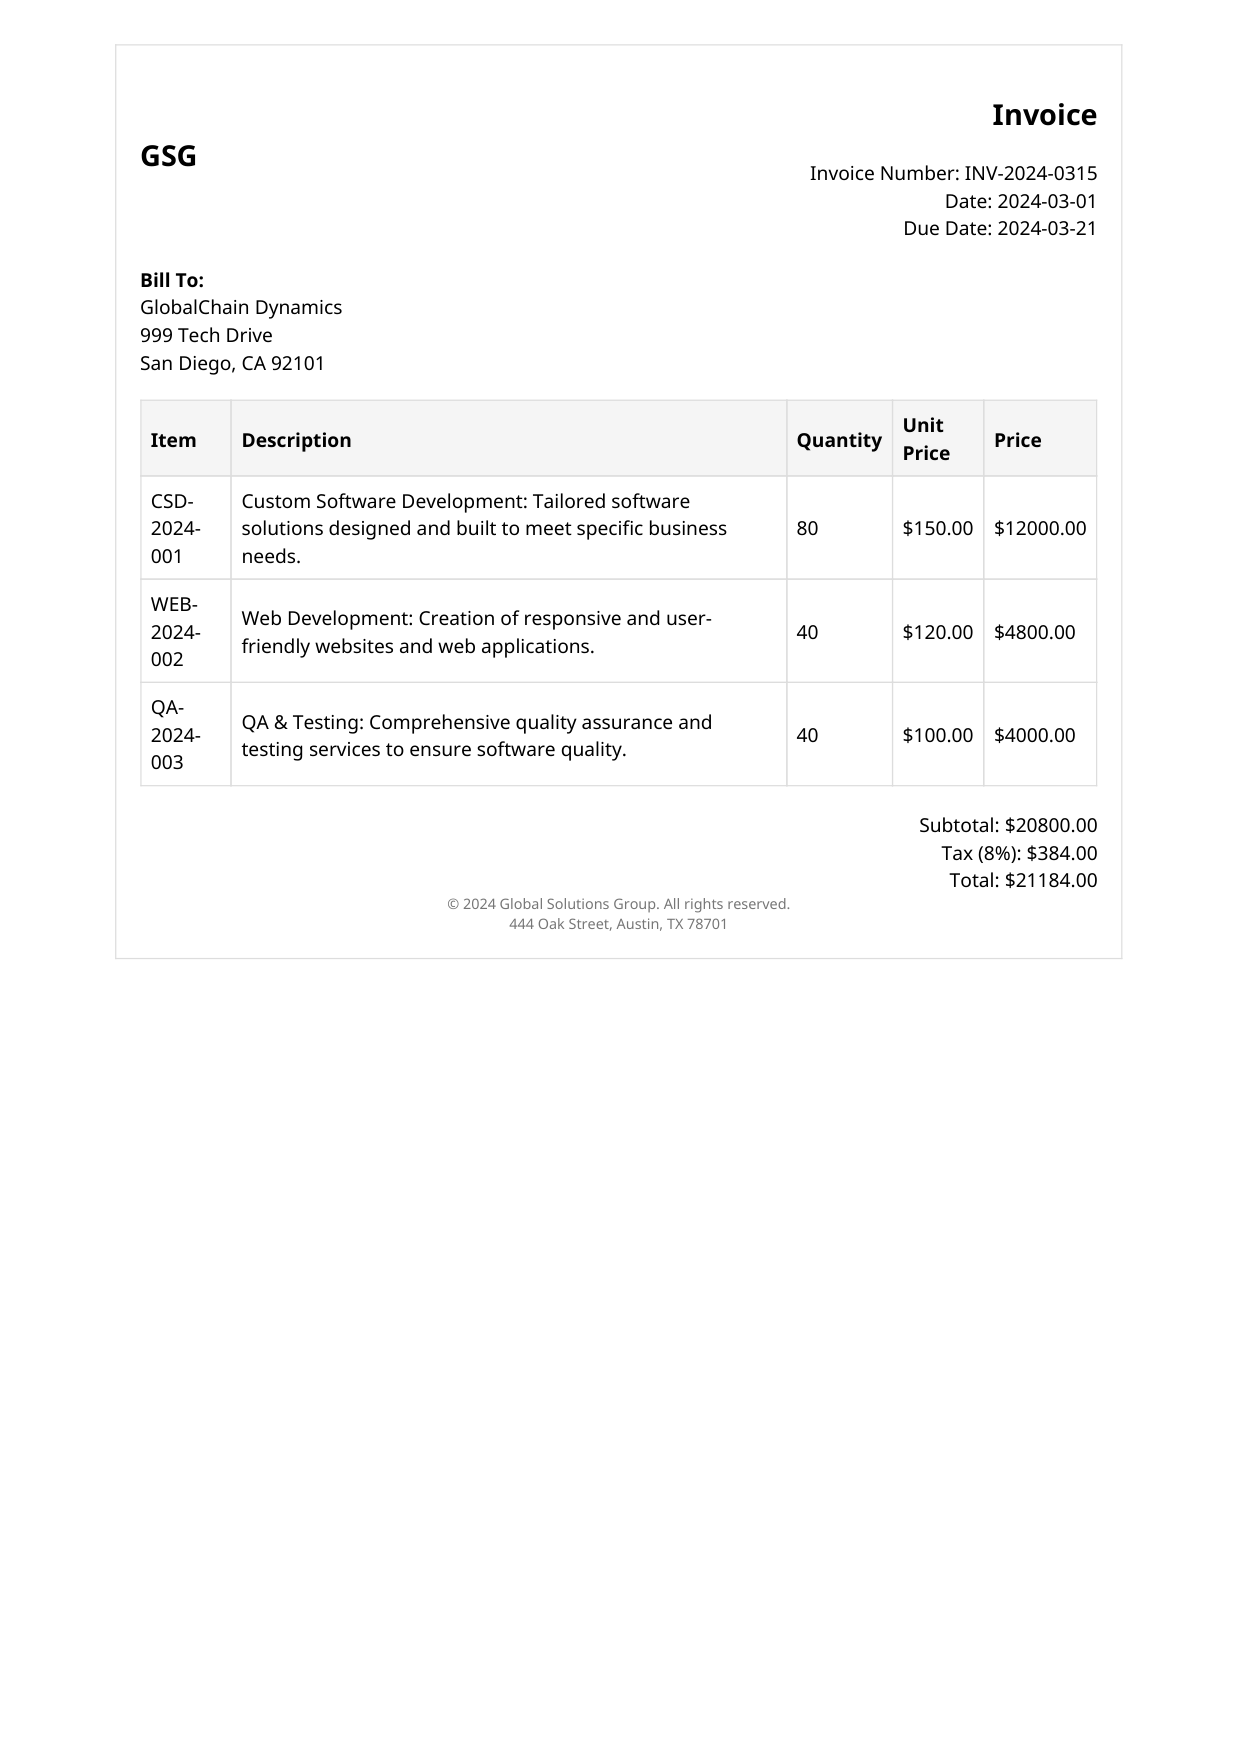 Invoice
GSG
Invoice Number: INV-2024-0315
Date: 2024-03-01
Due Date: 2024-03-21
Bill To:
GlobalChain Dynamics
999 Tech Drive
San Diego, CA 92101
Item Description Quantity Unit Price Price
CSD-2024-001 Custom Software Development: Tailored software solutions designed and built to meet specific business needs. 80 $150.00 $12000.00
WEB-2024-002 Web Development: Creation of responsive and user-friendly websites and web applications. 40 $120.00 $4800.00
QA-2024-003 QA & Testing: Comprehensive quality assurance and testing services to ensure software quality. 40 $100.00 $4000.00
Subtotal: $20800.00
Tax (8%): $384.00
Total: $21184.00
© 2024 Global Solutions Group. All rights reserved.
444 Oak Street, Austin, TX 78701